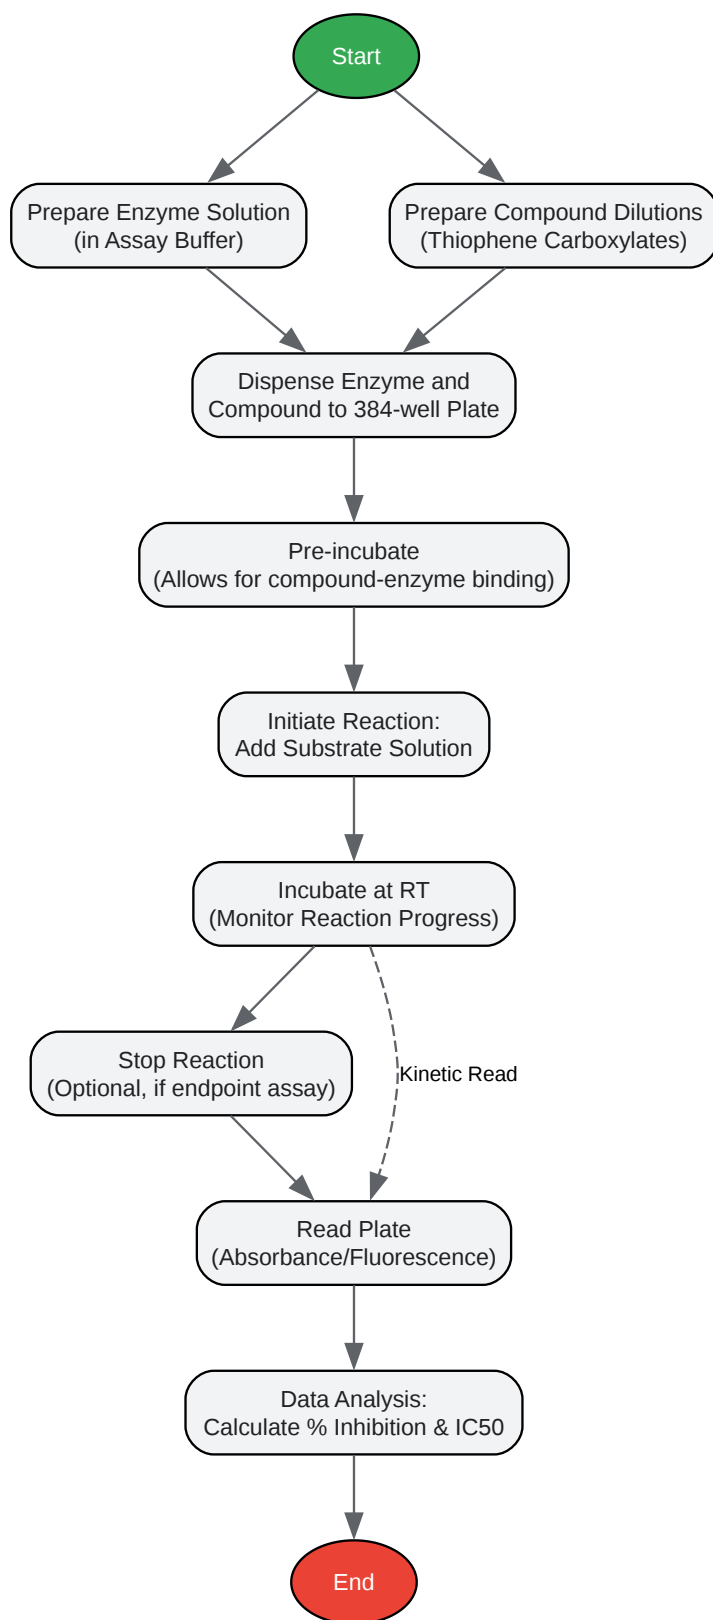 Start
Prepare Enzyme Solution
(in Assay Buffer)
Prepare Compound Dilutions
(Thiophene Carboxylates)
Dispense Enzyme and
Compound to 384-well Plate
Pre-incubate
(Allows for compound-enzyme binding)
Initiate Reaction:
Add Substrate Solution
Incubate at RT
(Monitor Reaction Progress)
Stop Reaction
(Optional, if endpoint assay)
Kinetic Read
Read Plate
(Absorbance/Fluorescence)
Data Analysis:
Calculate % Inhibition & IC50
End